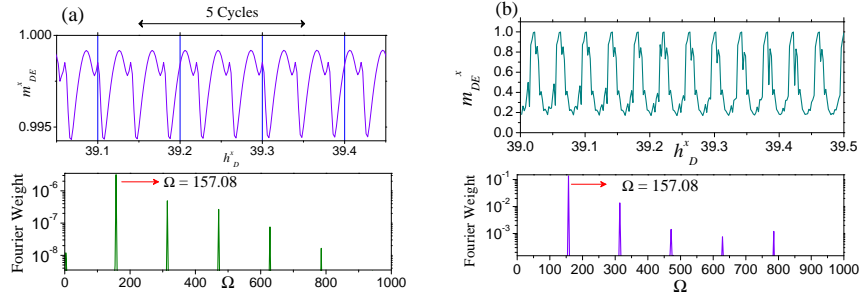 (a)
5 Cycles
1.000
0.995
m^x_DE
39.1 39.2 39.3 39.4
h^x_D
10^-6
10^-7
10^-8
Fourier Weight
Ω = 157.08
0 200 400 600 800 1000
Ω
(b)
1.0
0.8
0.6
0.4
0.2
0.0
m_DE^x
39.0 39.1 39.2 39.3 39.4 39.5
h^x_D
10^-1
10^-2
10^-3
Fourier Weight
Ω = 157.08
0 100 200 300 400 500 600 700 800 900 1000
Ω